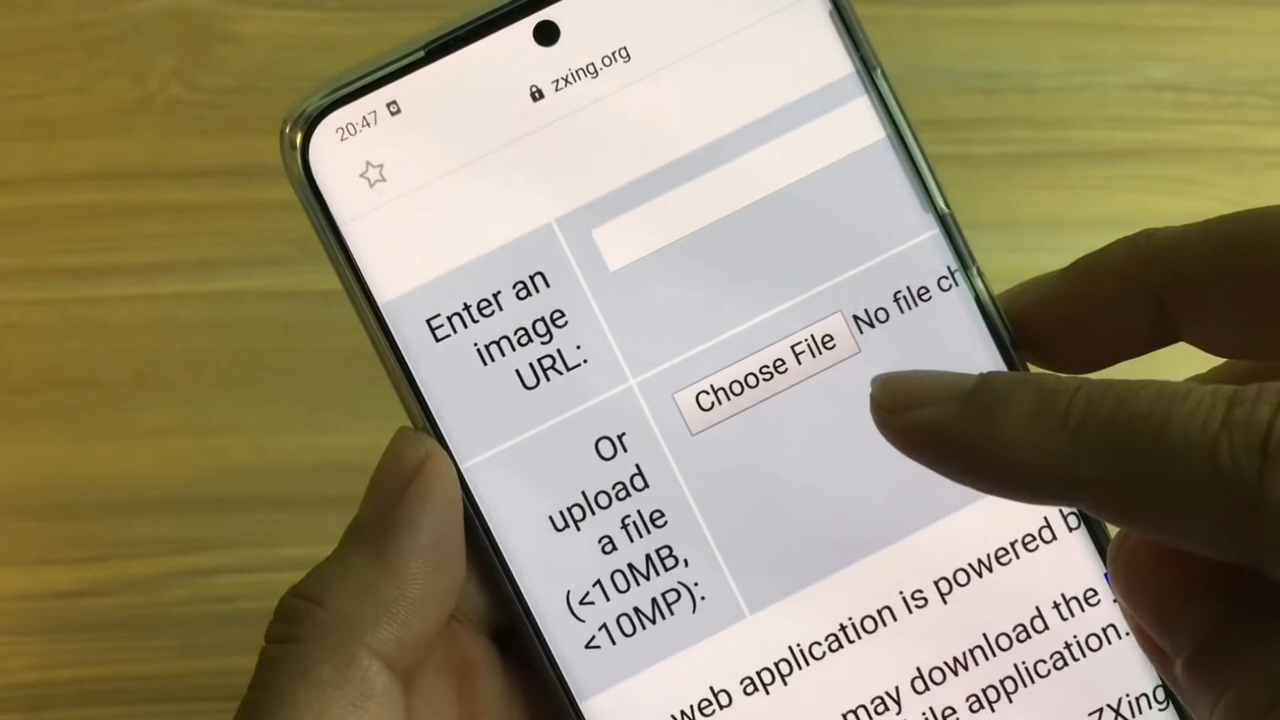 20:47
zxing.org
Enter an
image
URL:
Choose File No file ch
Or
upload
a file
(<10MB,
<10MP):
web application is powered b
may download the
application.
ZXing